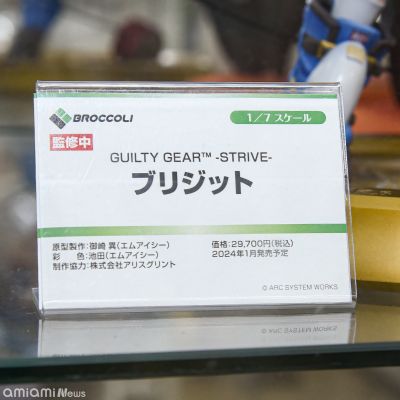 BROCCOLI
1/7 スケール
監修中
GUILTY GEAR™ -STRIVE-
ブリジット
原型製作：御崎 異（エムアイシー）
彩　色：池田（エムアイシー）
制作協力：株式会社アリスグリント
価格：29,700円（税込）
2024年1月発売予定
© ARC SYSTEM WORKS
amiami News